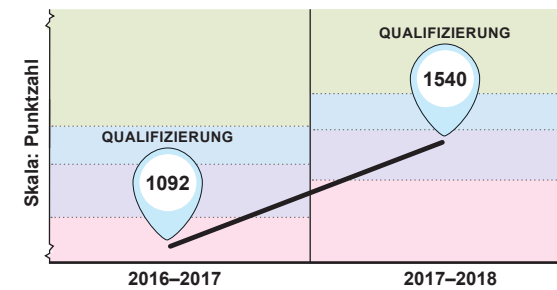 QUALIFIZIERUNG
1540
QUALIFIZIERUNG
1092
Skala: Punktzahl
2016–2017
2017–2018